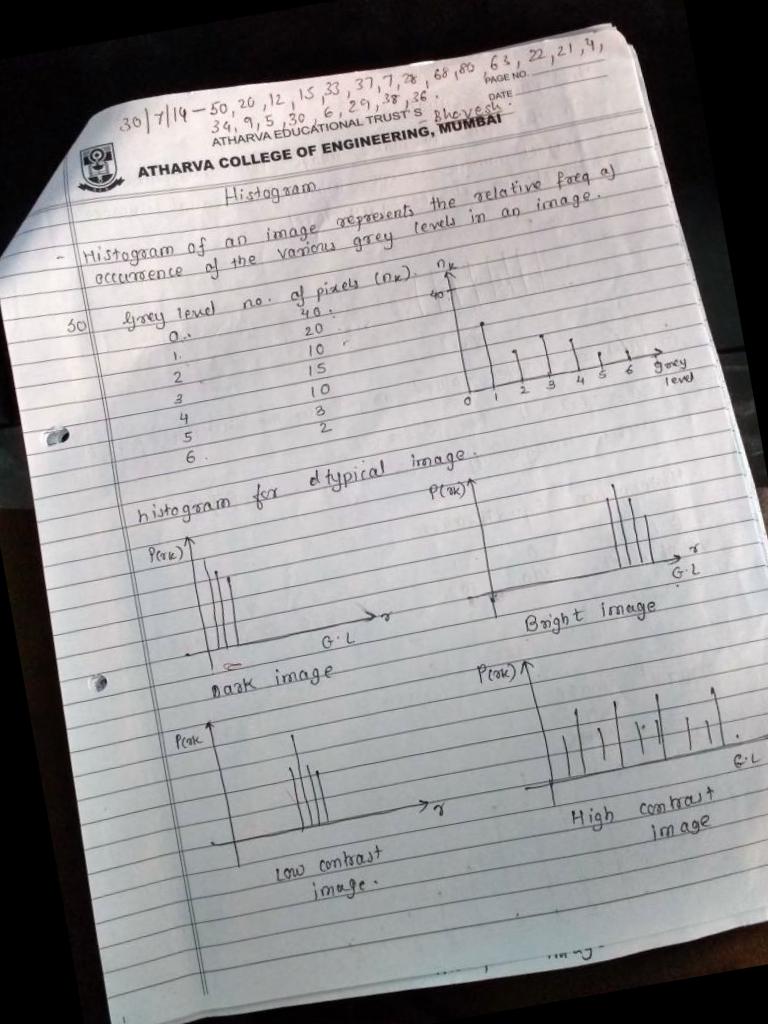 30/7/19 - 50, 20, 12, 15, 33, 37, 7, 28, 68, 80, 63, 22, 21, 4,
34, 9, 5, 30, 6, 29, 38, 36.
PAGE NO.
DATE
ATHARVA EDUCATIONAL TRUST'S
Bhavesh.
ATHARVA COLLEGE OF ENGINEERING, MUMBAI
Histogram
- Histogram of an image represents the relative freq of
occurrence of the various grey levels in an image.
Grey level no. of pixels (nk).
0 40
1 20
2 10
3 15
4 10
5 3
6 2
nk
40
0 1 2 3 4 5 6 grey
level
histogram for typical image.
P(rk)
r
G.L
Dark image
P(rk)
r
G.L
Bright image
P(rk
r
Low contrast
image.
P(rk)
G.L
High contrast
image